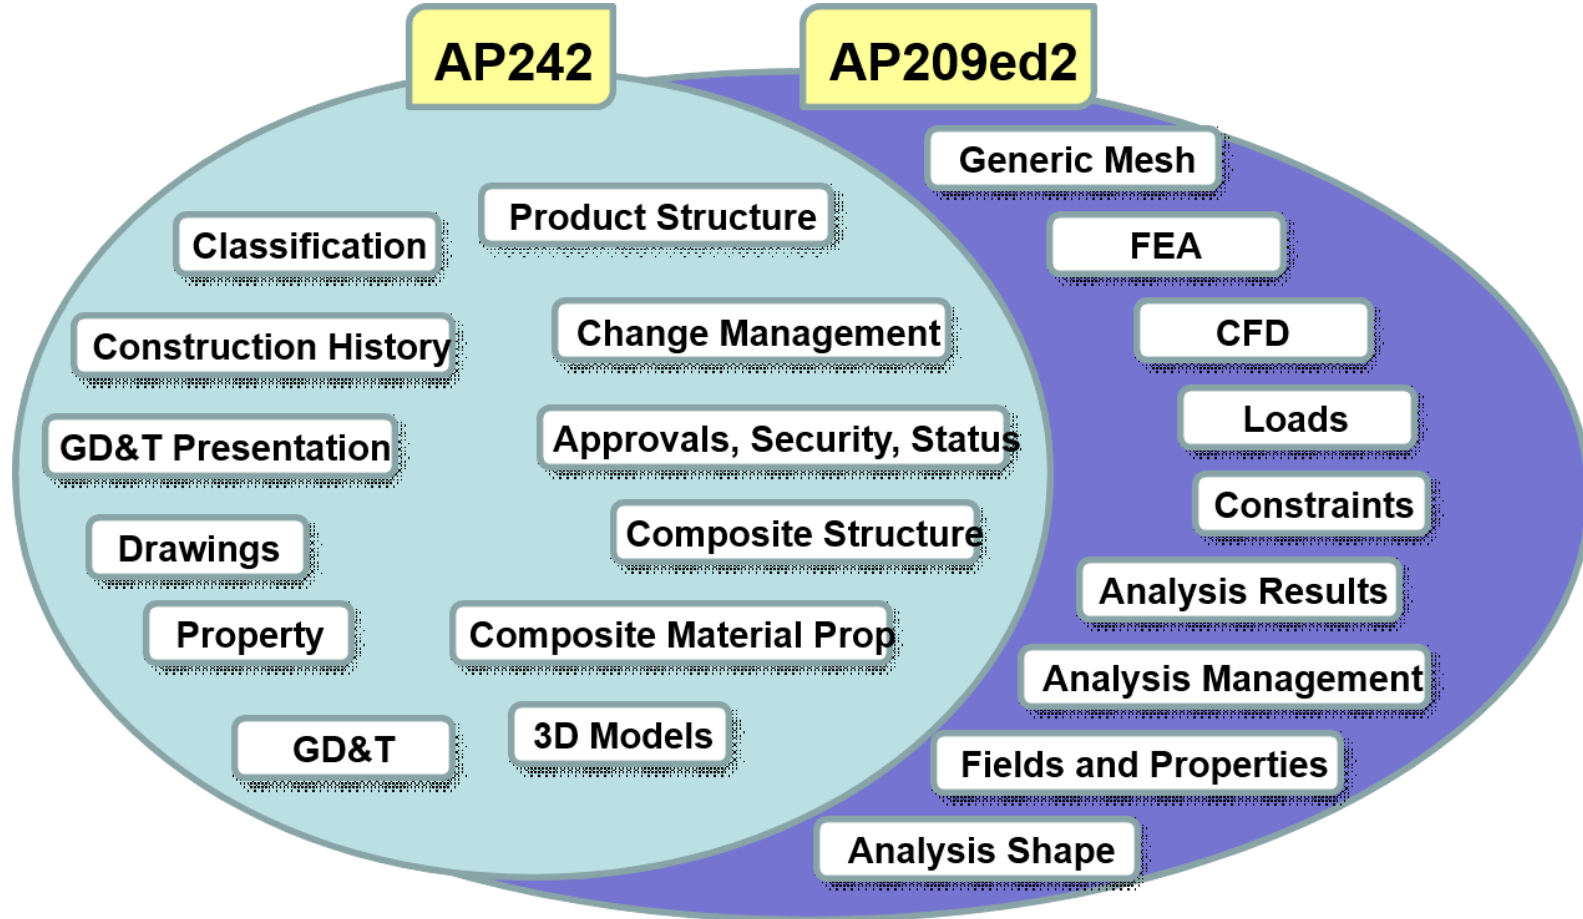 AP242
AP209ed2
Generic Mesh
Product Structure
Classification
FEA
Change Management
CFD
Construction History
Loads
Approvals, Security, Status
GD&T Presentation
Constraints
Composite Structure
Drawings
Analysis Results
Property
Composite Material Prop
Analysis Management
3D Models
GD&T
Fields and Properties
Analysis Shape